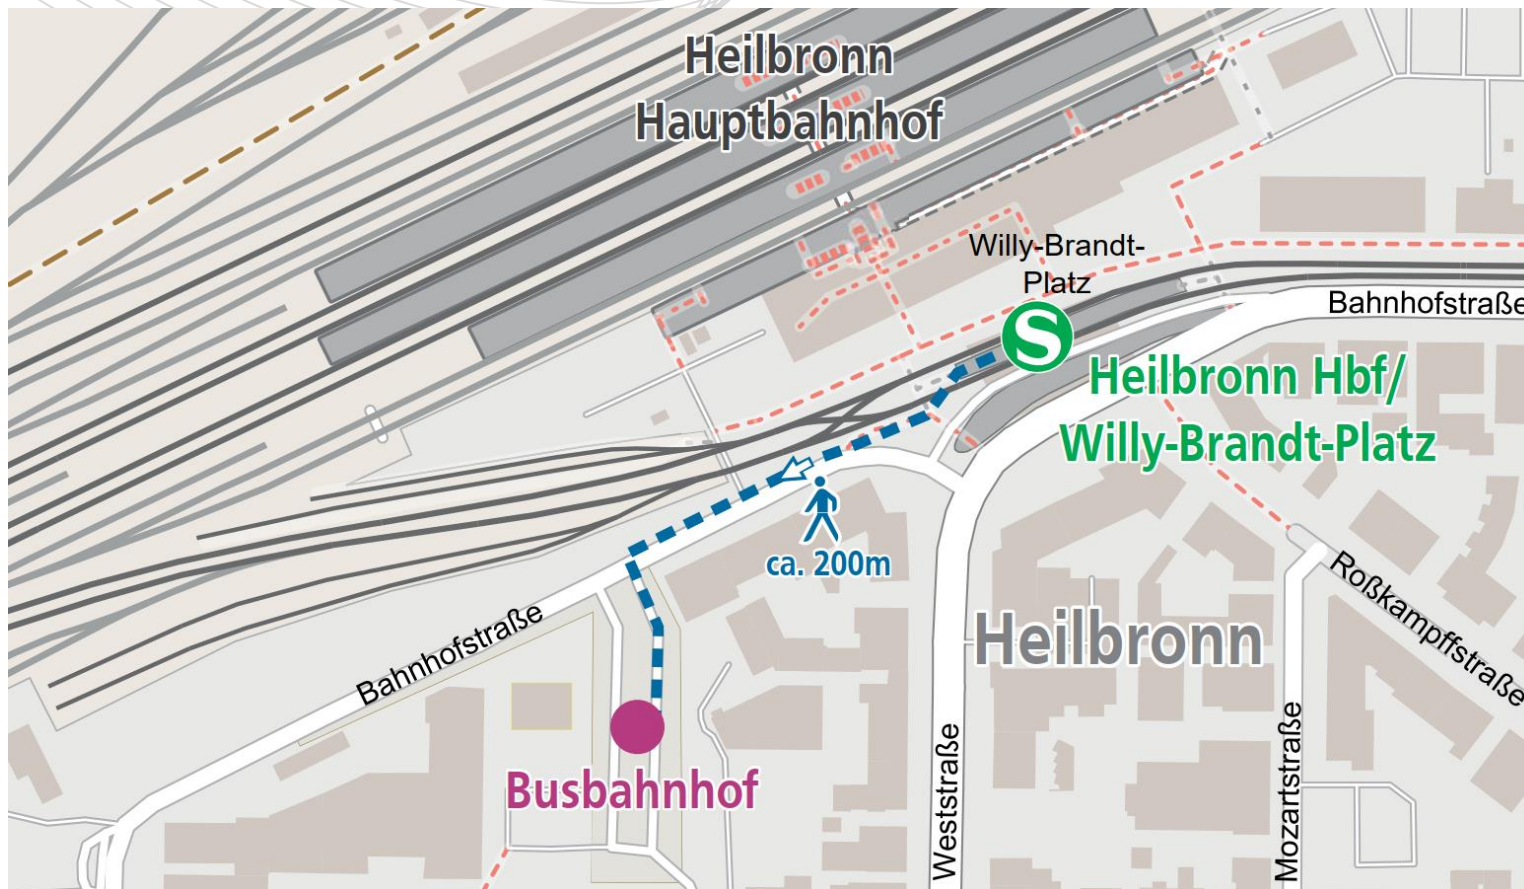 Heilbronn
Hauptbahnhof
Willy-Brandt-
Platz
Bahnhofstraße
S
Heilbronn Hbf/
Willy-Brandt-Platz
ca. 200m
Roßkampffstraße
Heilbronn
Bahnhofstraße
Busbahnhof
Weststraße
Mozartstraße